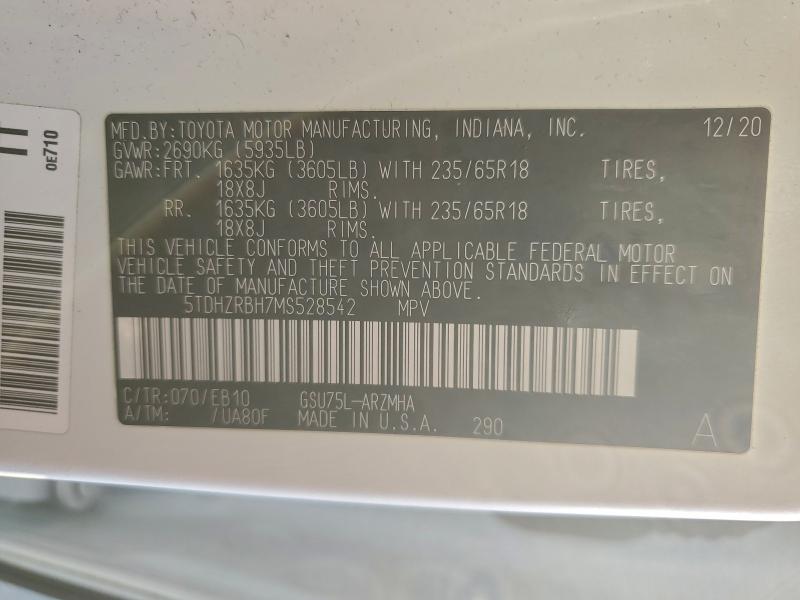 MFD.BY:TOYOTA MOTOR MANUFACTURING, INDIANA, INC. 12/20
GVWR:2690KG (5935LB)
GAWR:FRT. 1635KG (3605LB) WITH 235/65R18 TIRES,
18X8J RIMS.
RR. 1635KG (3605LB) WITH 235/65R18 TIRES,
18X8J RIMS.
THIS VEHICLE CONFORMS TO ALL APPLICABLE FEDERAL MOTOR
VEHICLE SAFETY AND THEFT PREVENTION STANDARDS IN EFFECT ON
THE DATE OF MANUFACTURE SHOWN ABOVE.
5TDHZRBH7MS528542 MPV
C/TR:070/EB10 GSU75L-ARZMHA
A/TM: /UA80F MADE IN U.S.A. 290 A
0E710